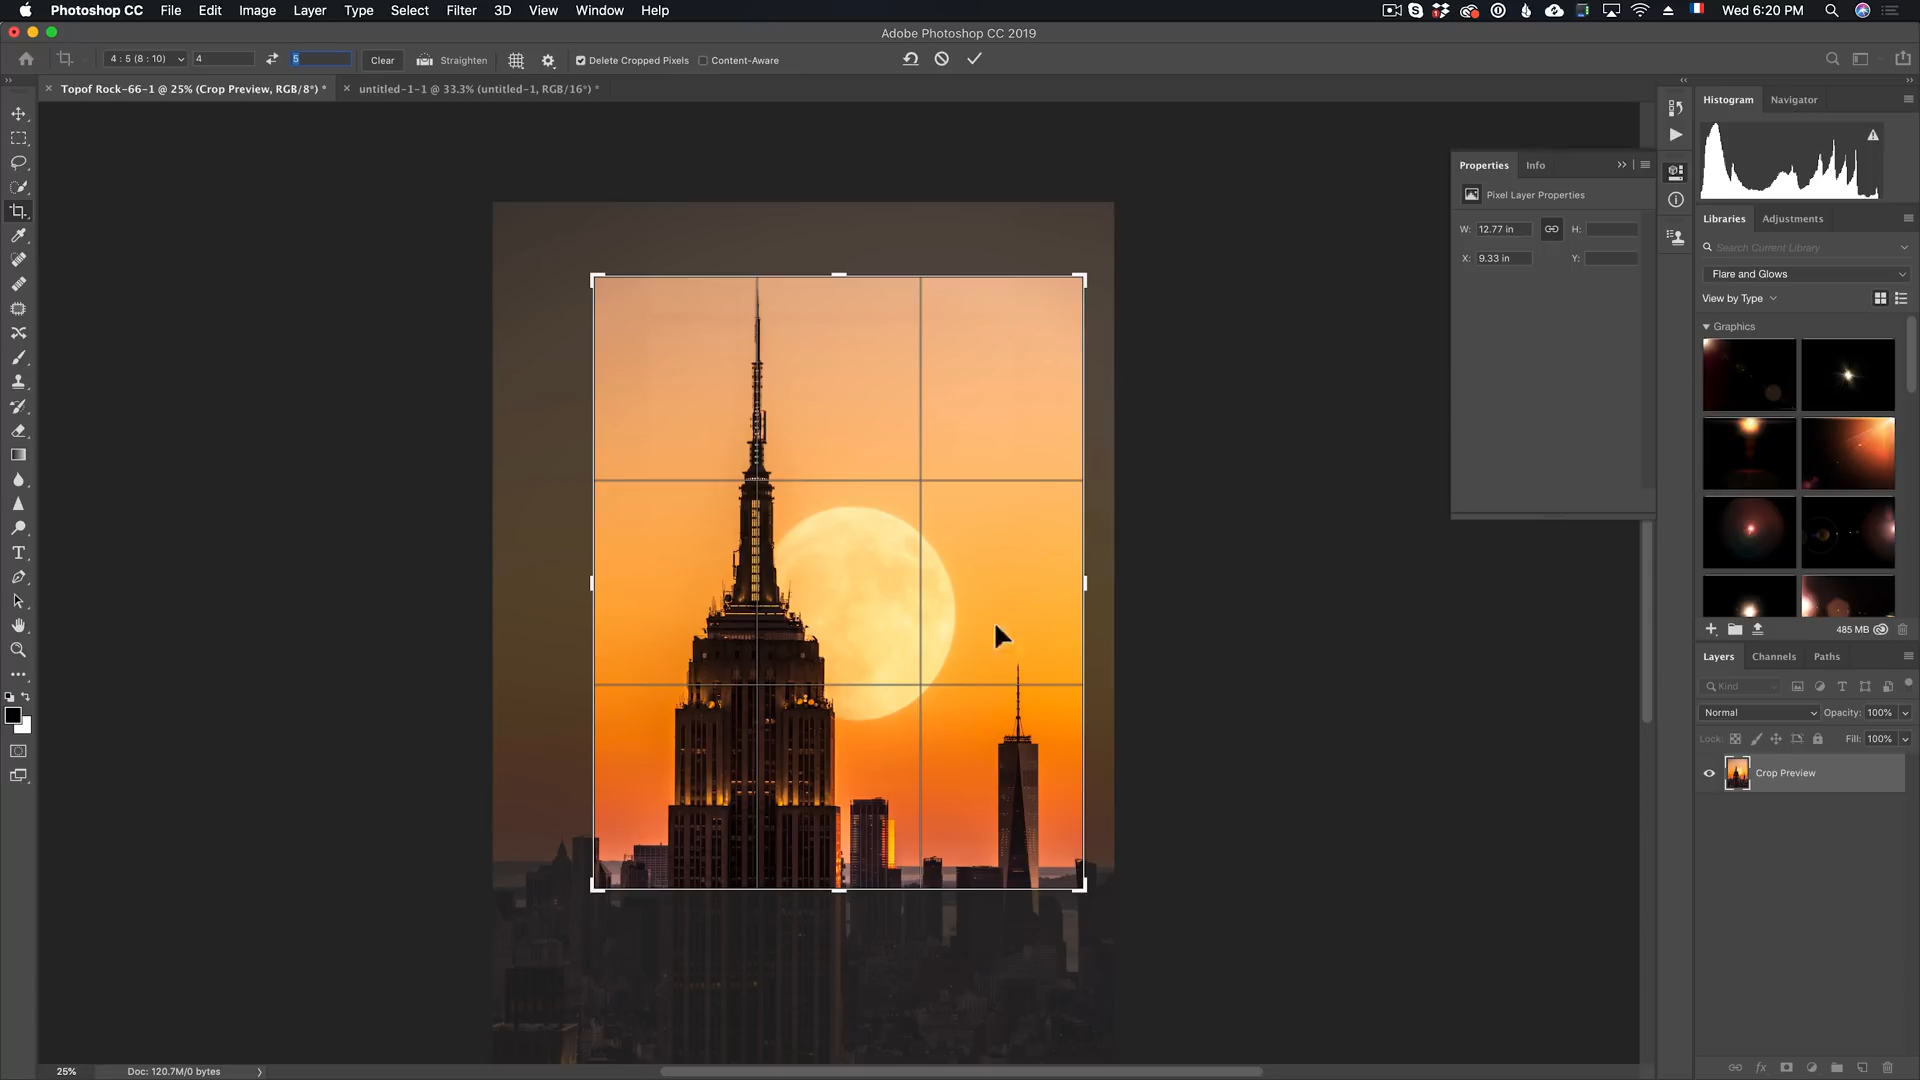 Photoshop CC File Edit Image Layer Type Select Filter 3D View Window Help Wed 6:20 PM
Adobe Photoshop CC 2019
4 : 5 (8 : 10) 4 5 Clear Straighten Delete Cropped Pixels Content-Aware
Topof Rock-66-1 @ 25% (Crop Preview, RGB/8*) * untitled-1-1 @ 33.3% (untitled-1, RGB/16*) *
Histogram Navigator
Properties Info
Pixel Layer Properties
W: 12.77 in H:
X: 9.33 in Y:
Libraries Adjustments
Search Current Library
Flare and Glows
View by Type
Graphics
485 MB
Layers Channels Paths
Kind
Normal Opacity: 100%
Lock: Fill: 100%
Crop Preview
25% Doc: 120.7M/0 bytes